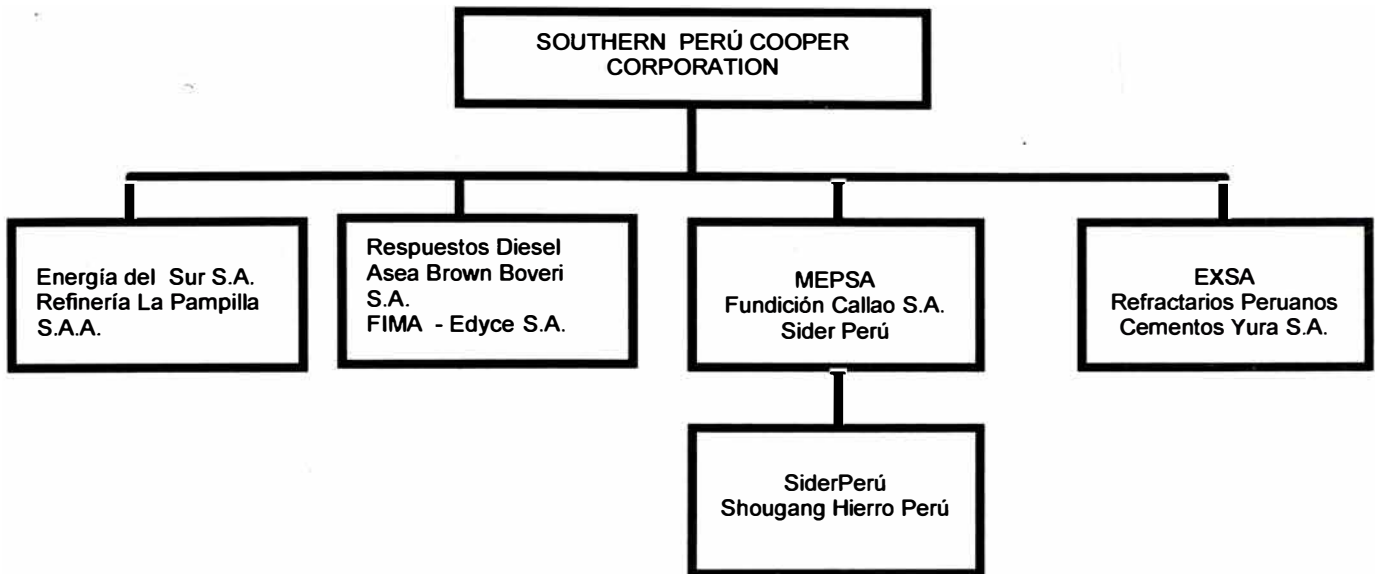 SOUTHERN PERÚ COOPER
CORPORATION
Energía del Sur S.A.
Refinería La Pampilla
S.A.A.
Respuestos Diesel
Asea Brown Boveri
S.A.
FIMA - Edyce S.A.
MEPSA
Fundición Callao S.A.
Sider Perú
EXSA
Refractarios Peruanos
Cementos Yura S.A.
SiderPerú
Shougang Hierro Perú